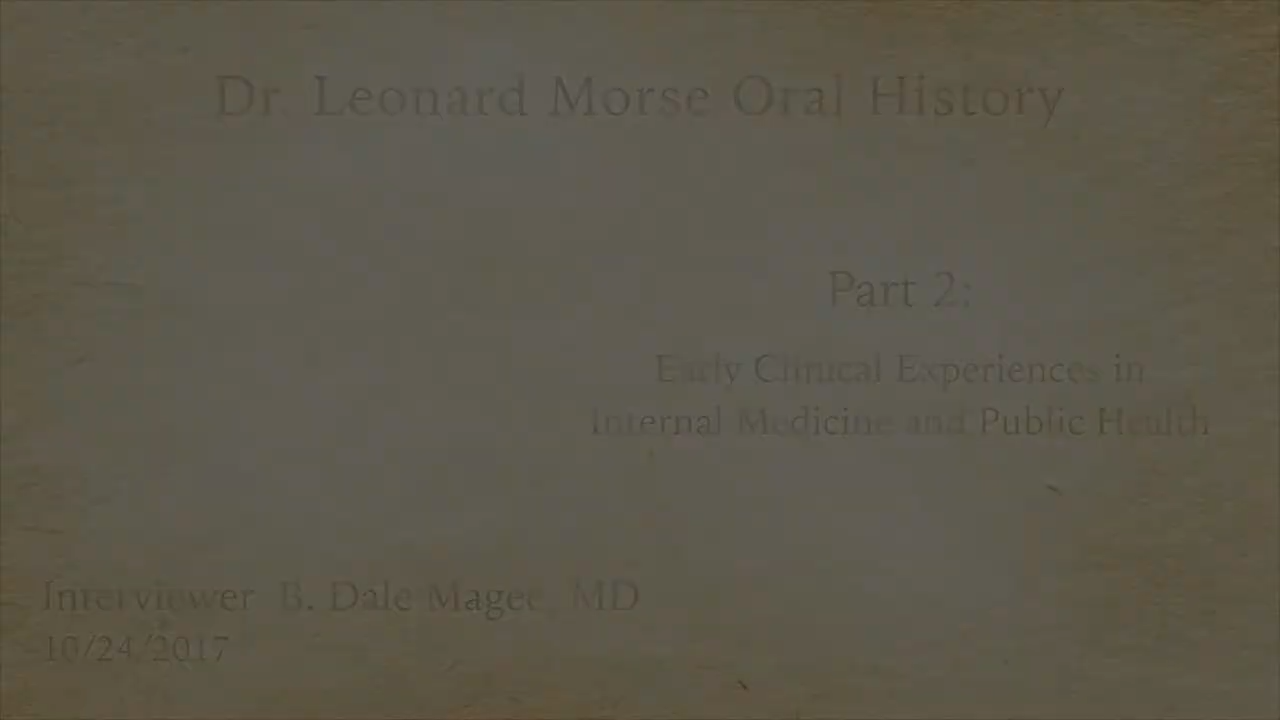 Dr. Leonard Morse Oral History
Part 2:
Early Clinical Experiences in
Internal Medicine and Public Health
Interviewer: B. Dale Magee, MD
10/24/2017